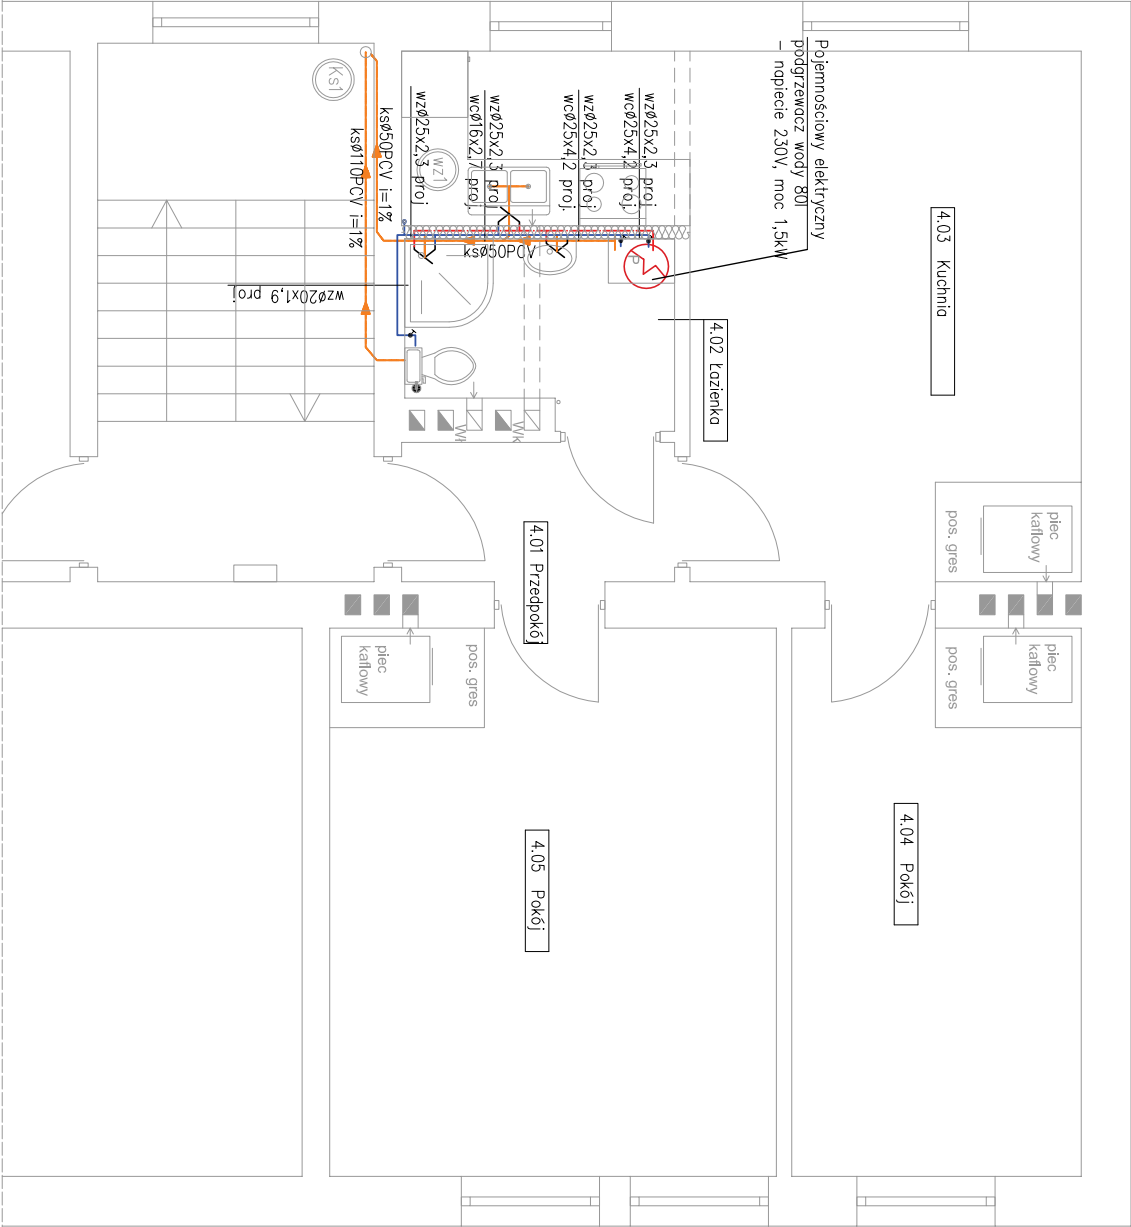 Pojemnościowy elektryczny
podgrzewacz wody 80l
– napiecie 230V, moc 1,5kW
4.03 Kuchnia
4.02 Łazienka
wzø25x2,3 proj.
wcø25x4,2 proj.
wzø25x2,3 proj.
wcø25x4,2 proj.
wzø25x2,3 proj
wcø16x2,7 proj.
wzø25x2,3 proj
ksø50PCV i=1%
ksø110PCV i=1%
Ks1
wz1
ksø50PCV
wzø20x1,9 proj
P
Wk
4.01 Przedpokój
piec
kaflowy
pos. gres
piec
kaflowy
pos. gres
piec
kaflowy
pos. gres
4.04 Pokój
4.05 Pokój